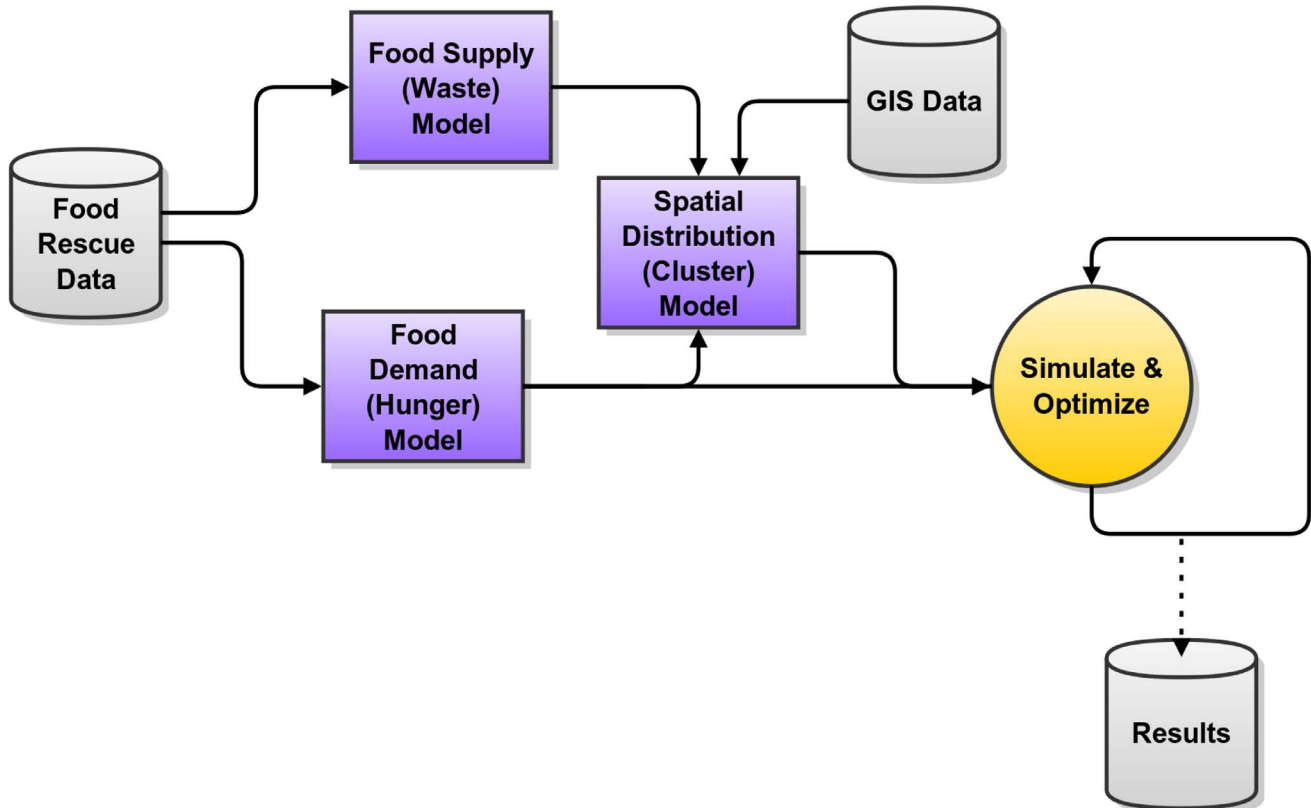 Food Supply
(Waste)
Model
GIS Data
Food
Rescue
Data
Spatial
Distribution
(Cluster)
Model
Food
Demand
(Hunger)
Model
Simulate &
Optimize
Results